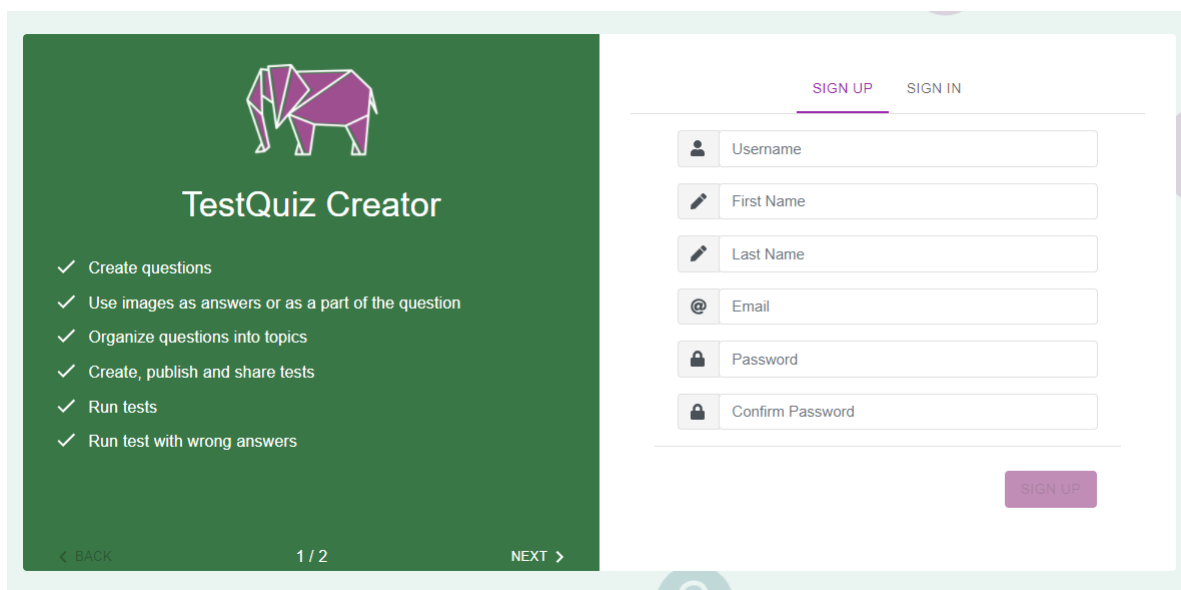 TestQuiz Creator
Create questions
Use images as answers or as a part of the question
Organize questions into topics
Create, publish and share tests
Run tests
Run test with wrong answers
BACK
1 / 2
NEXT
SIGN UP
SIGN IN
Username
First Name
Last Name
@
Email
Password
Confirm Password
SIGN UP